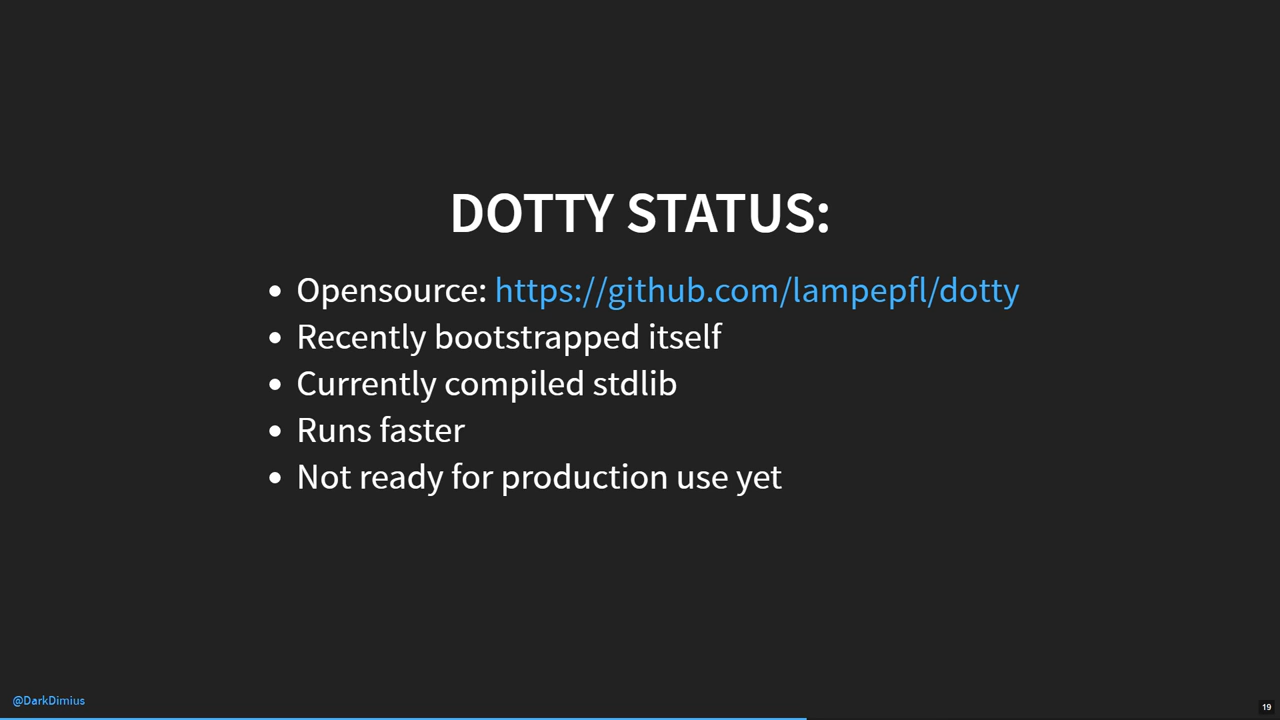 DOTTY STATUS:
• Opensource: https://github.com/lampepfl/dotty
• Recently bootstrapped itself
• Currently compiled stdlib
• Runs faster
• Not ready for production use yet
@DarkDimius
19